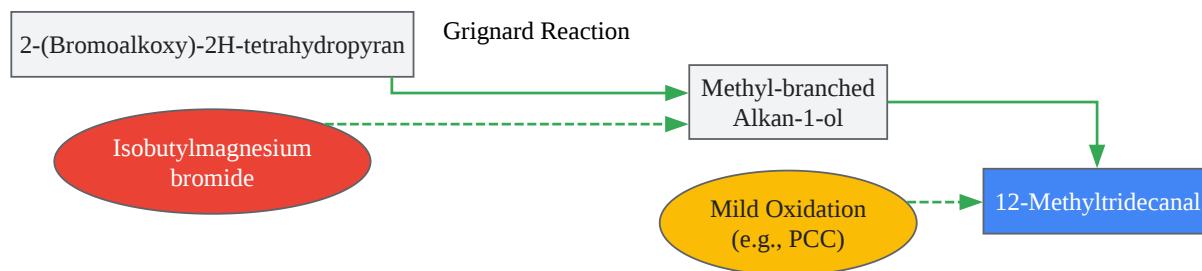 2-(Bromoalkoxy)-2H-tetrahydropyran
Grignard Reaction
Isobutylmagnesium
bromide
Methyl-branched
Alkan-1-ol
Mild Oxidation
(e.g., PCC)
12-Methyltridecanal